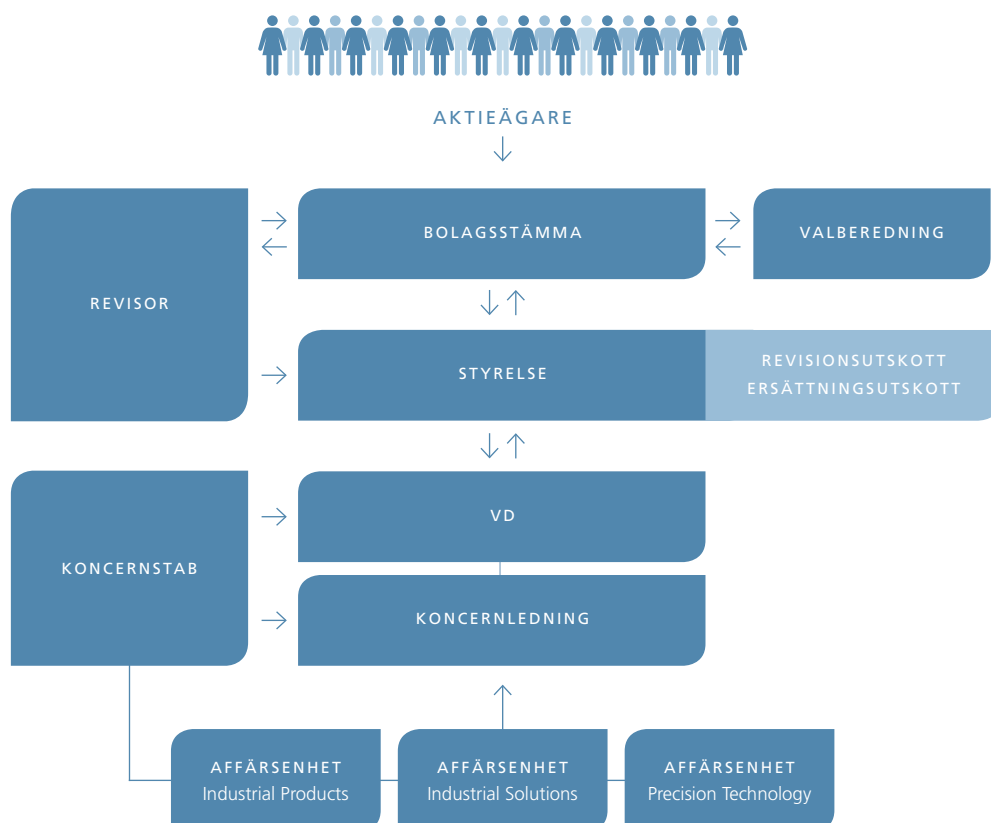 AKTIEÄGARE
REVISOR
BOLAGSSTÄMMA
VALBEREDNING
STYRELSE
REVISIONSUTSKOTT
ERSÄTTNINGSUTSKOTT
KONCERNSTAB
VD
KONCERNLEDNING
AFFÄRSENHET
Industrial Products
AFFÄRSENHET
Industrial Solutions
AFFÄRSENHET
Precision Technology